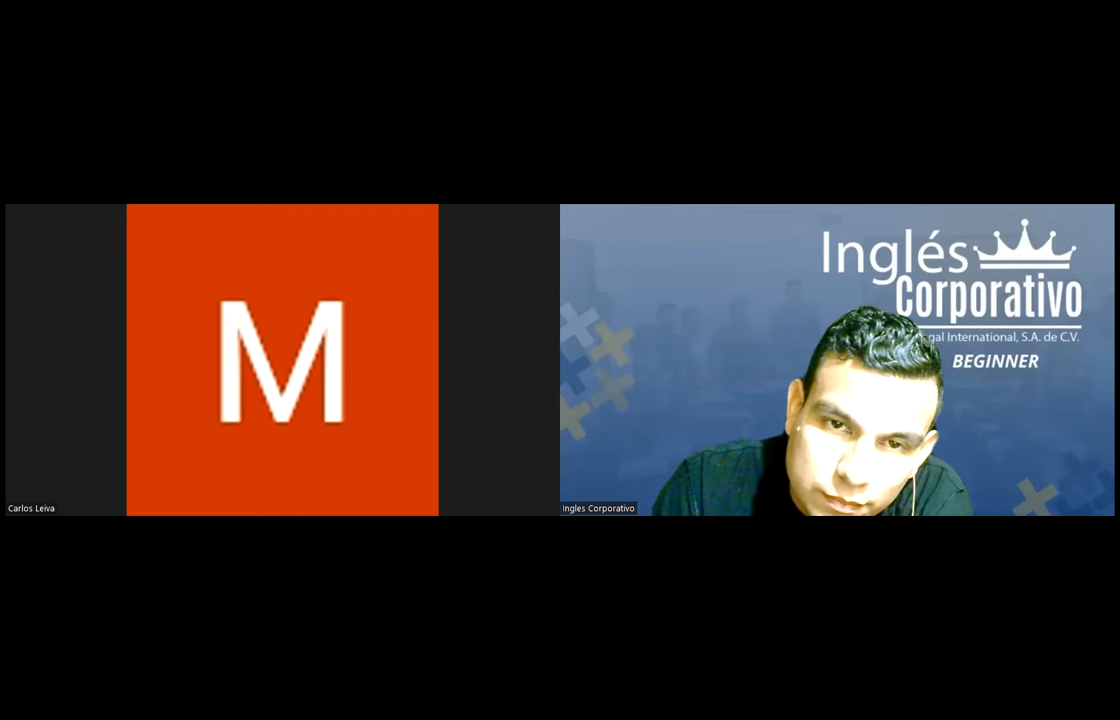 M
Carlos Leiva
Inglés
Corporativo
gal International, S.A. de C.V.
BEGINNER
Ingles Corporativo